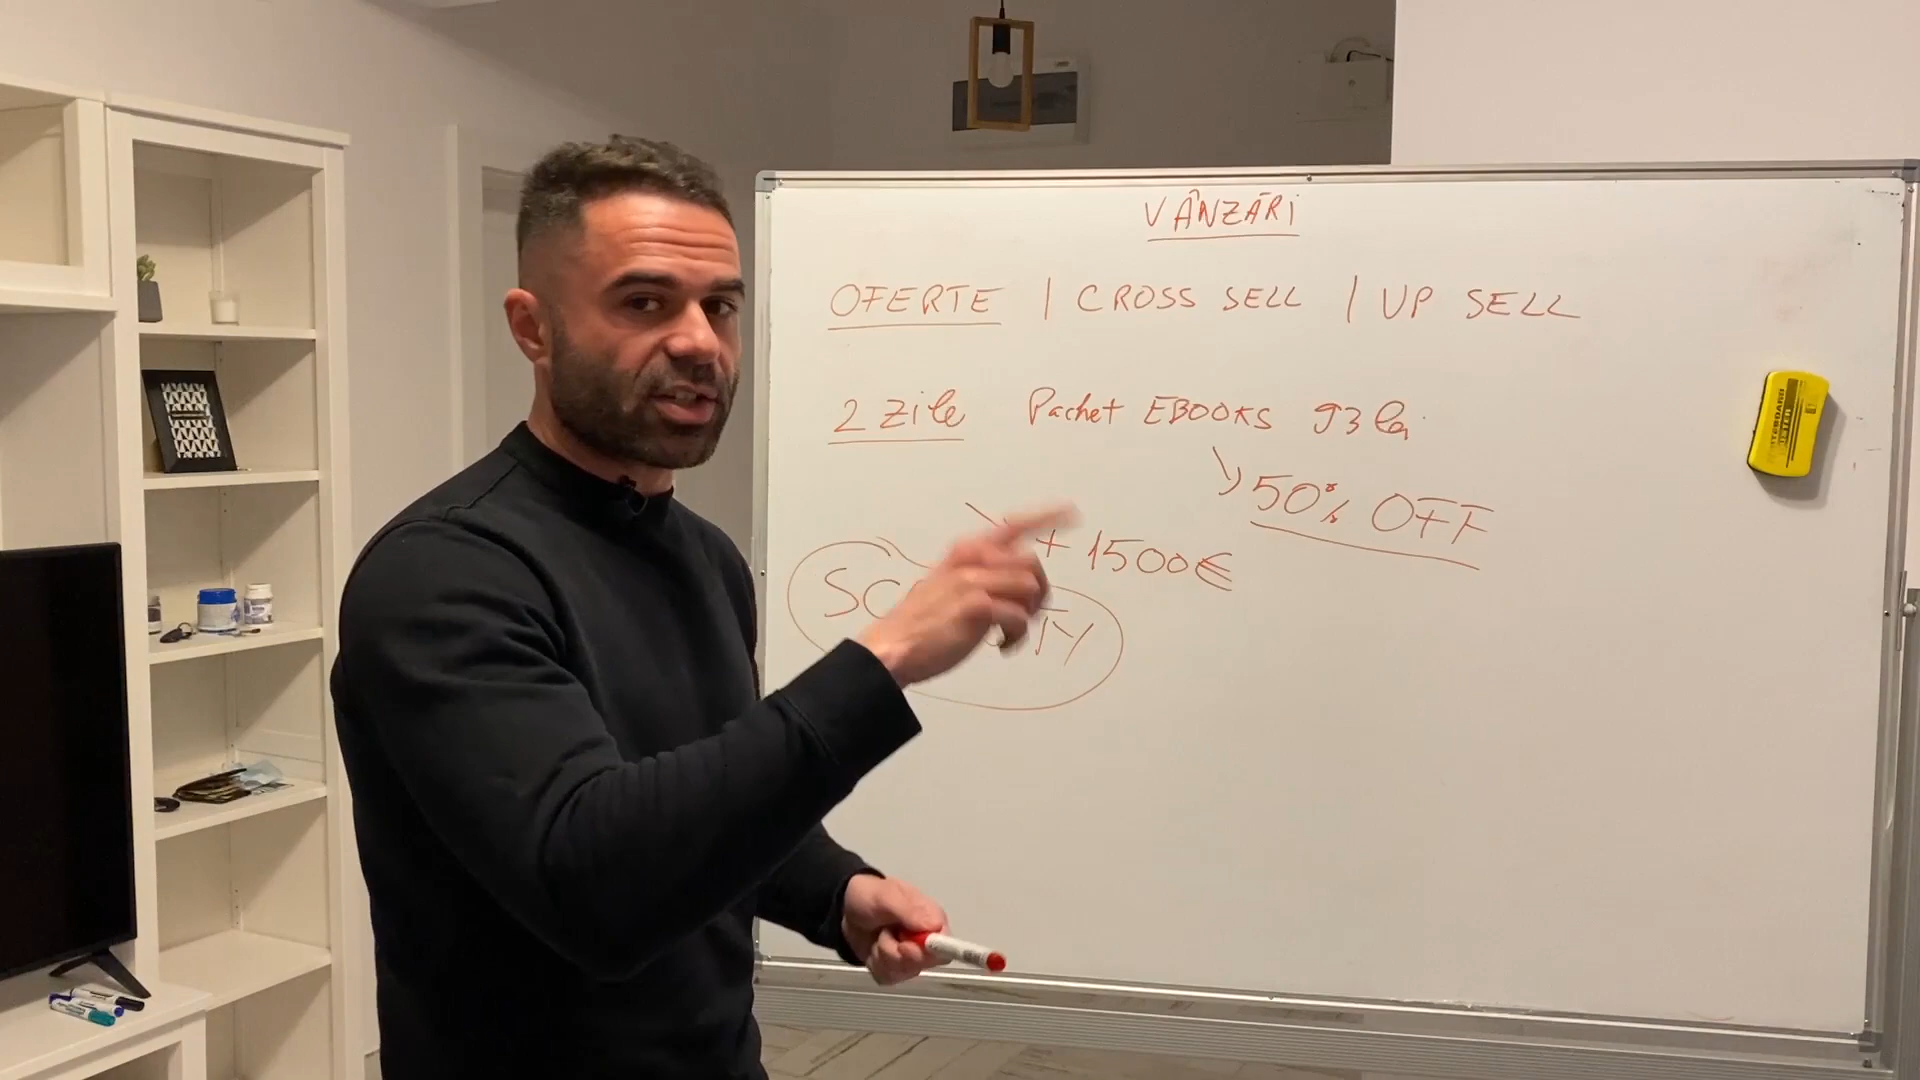 VÂNZĂRI
OFERTE | CROSS SELL | UP SELL
2 Zile Pachet EBOOKS 93 lei
50% OFF
+ 1500€